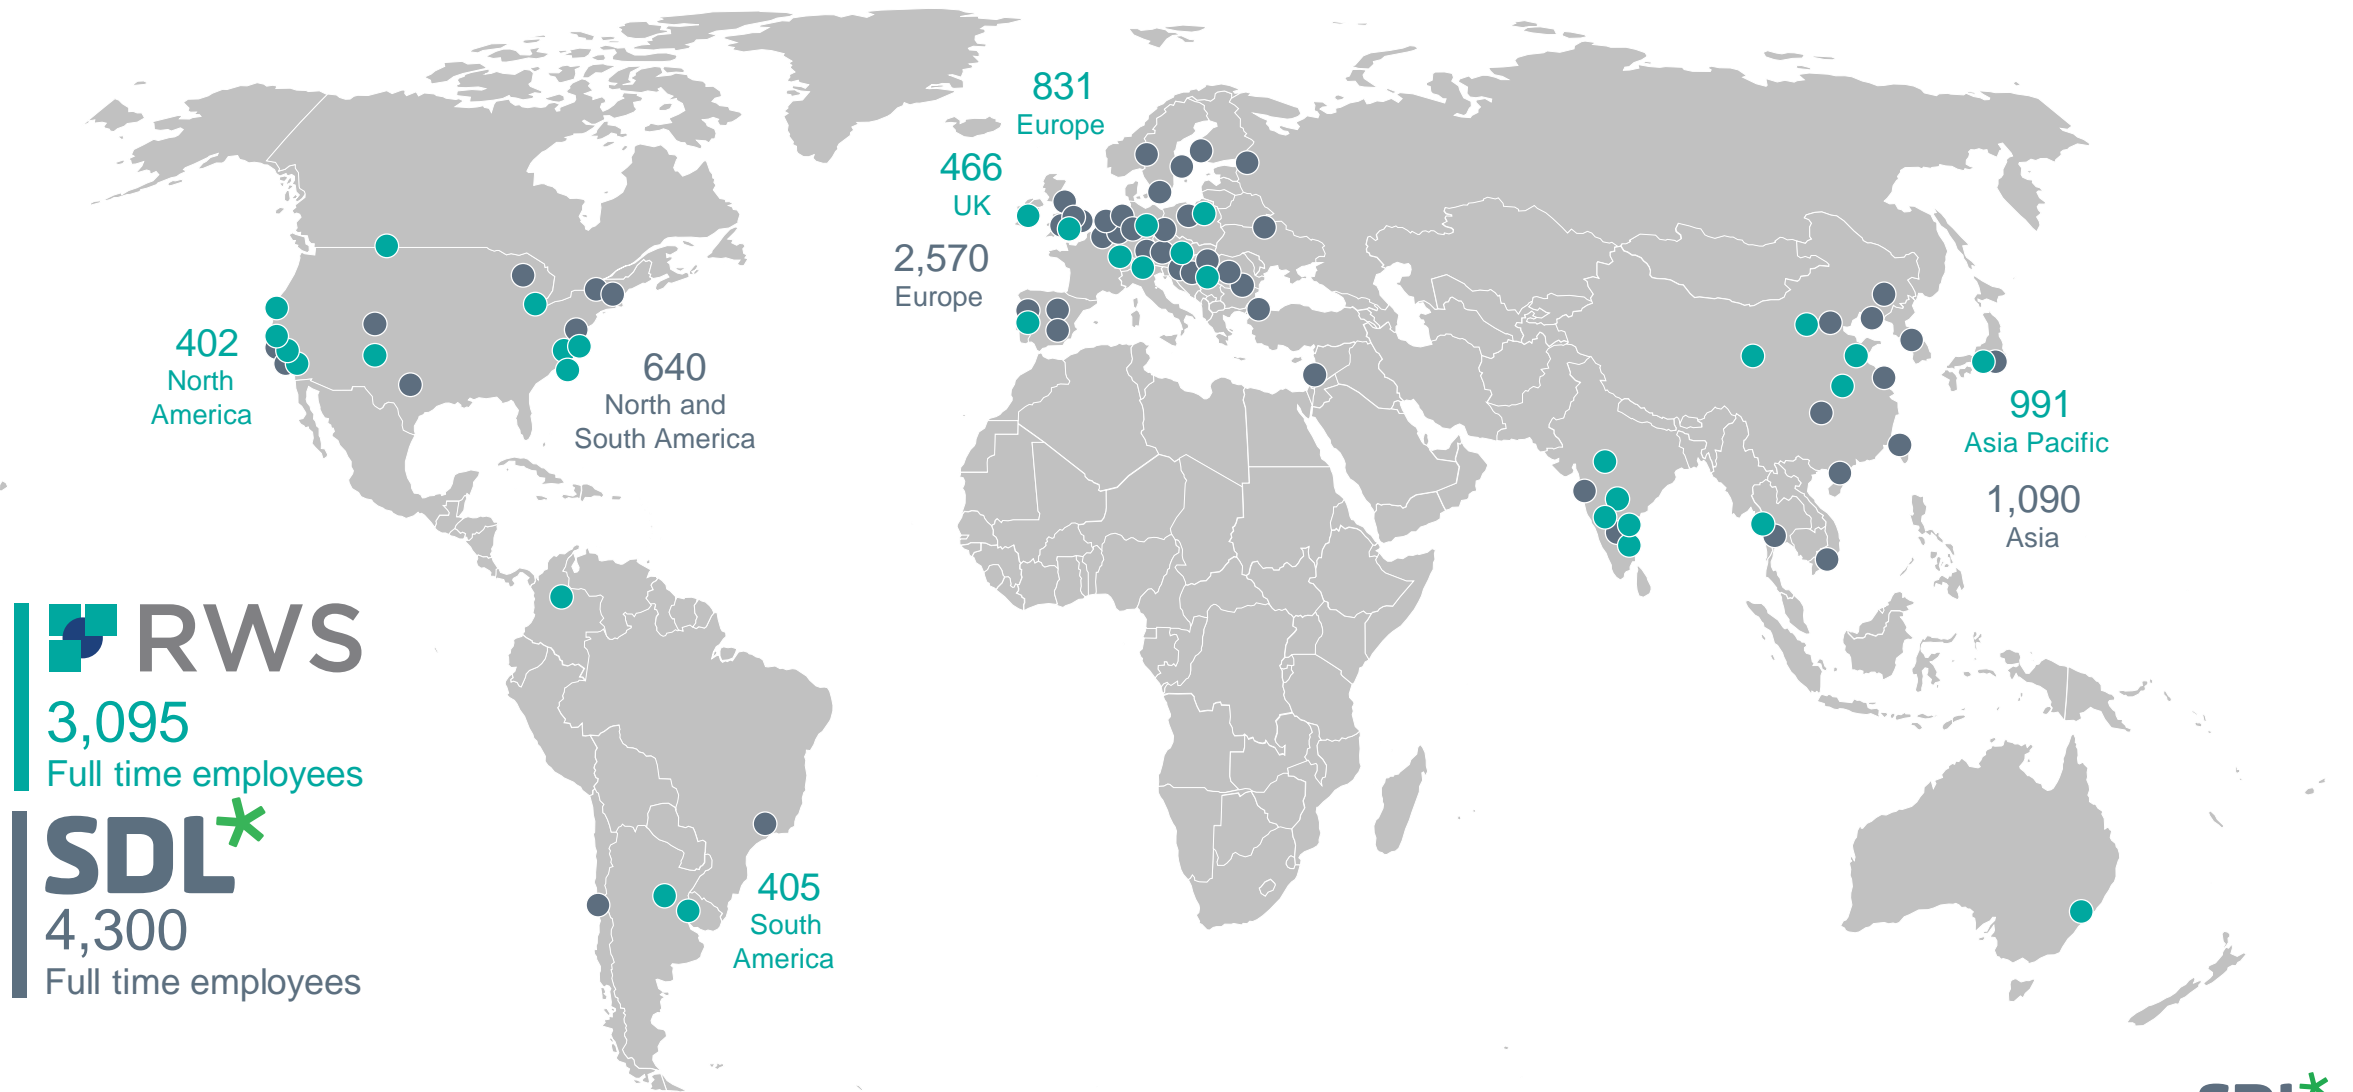 831
Europe
466
UK
2,570
Europe
402
North
America
640
North and
South America
991
Asia Pacific
1,090
Asia
RWS
3,095
Full time employees
SDL*
4,300
Full time employees
405
South
America
SDL*